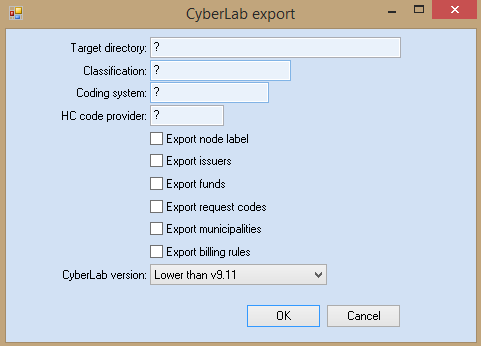 CyberLab export
Target directory: ?
Classification: ?
Coding system: ?
HC code provider: ?
Export node label
Export issuers
Export funds
Export request codes
Export municipalities
Export billing rules
CyberLab version: Lower than v9.11
OK Cancel